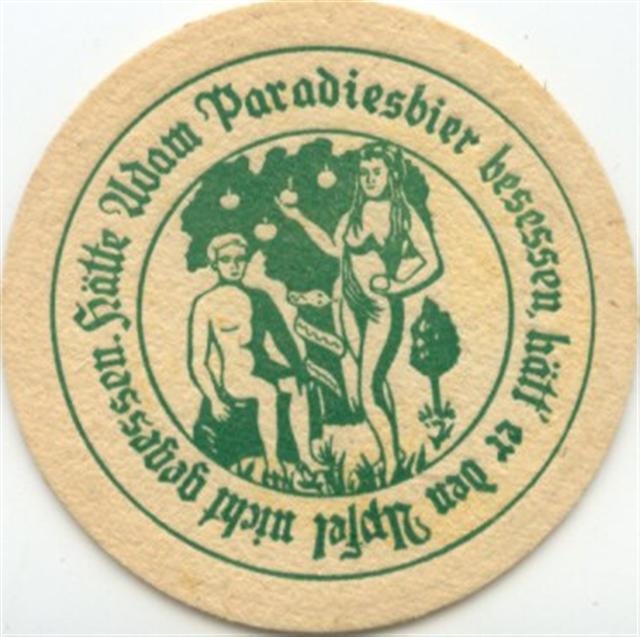 Hätte Adam Paradiesbier besessen, hätt' er den Apfel nicht gegessen.